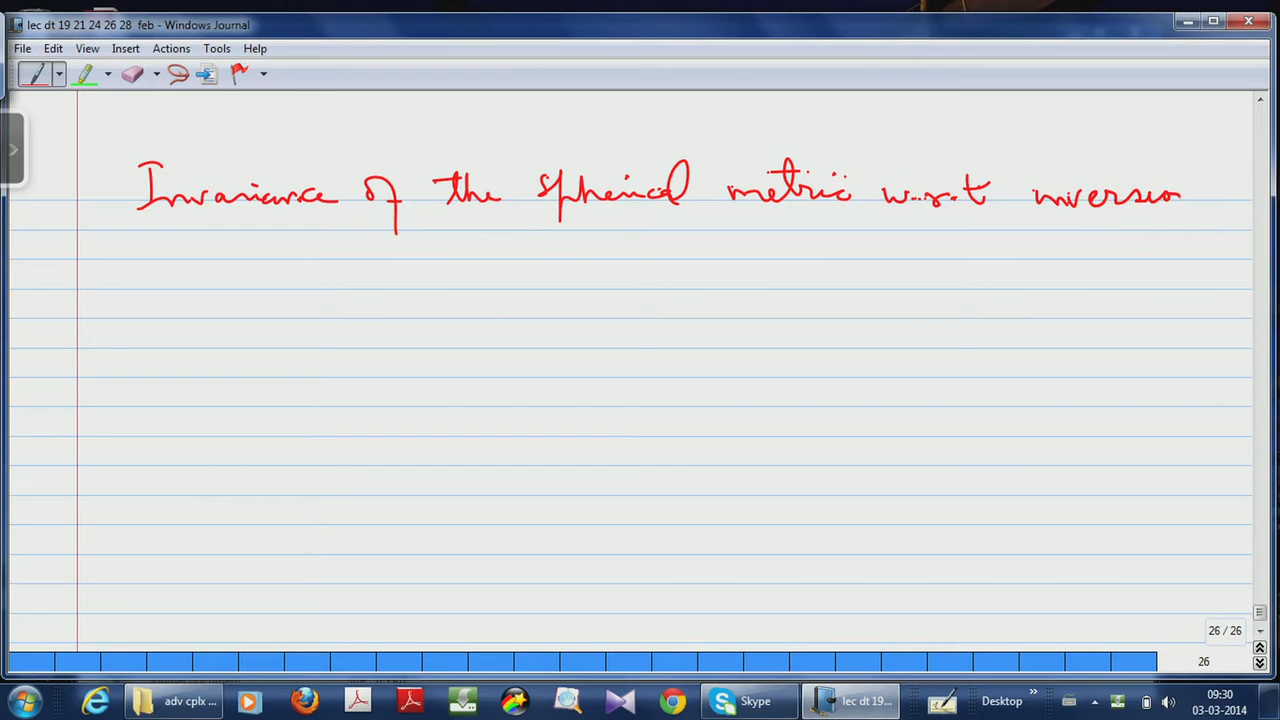 lec dt 19 21 24 26 28 feb - Windows Journal
File Edit View Insert Actions Tools Help
Invariance of the spherical metric w.r.t inversio
26 / 26
26
adv cplx ...
Skype
lec dt 19...
Desktop
09:30
03-03-2014